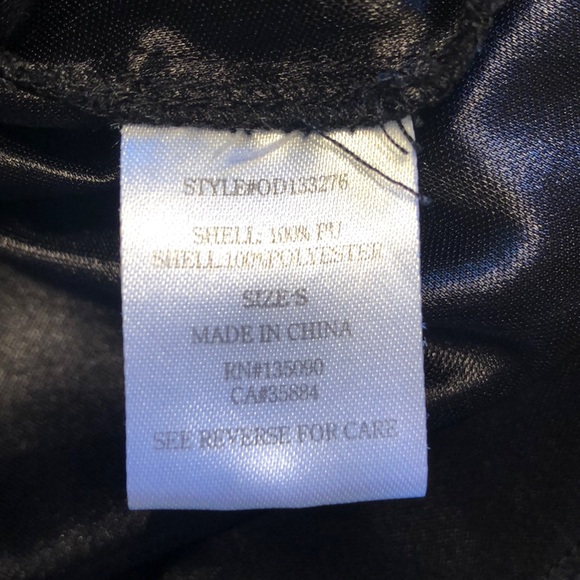 STYLE#OD133276
SHELL: 100% PU
SHELL:100%POLYESTER
SIZE:S
MADE IN CHINA
RN#135090
CA#35884
SEE REVERSE FOR CARE